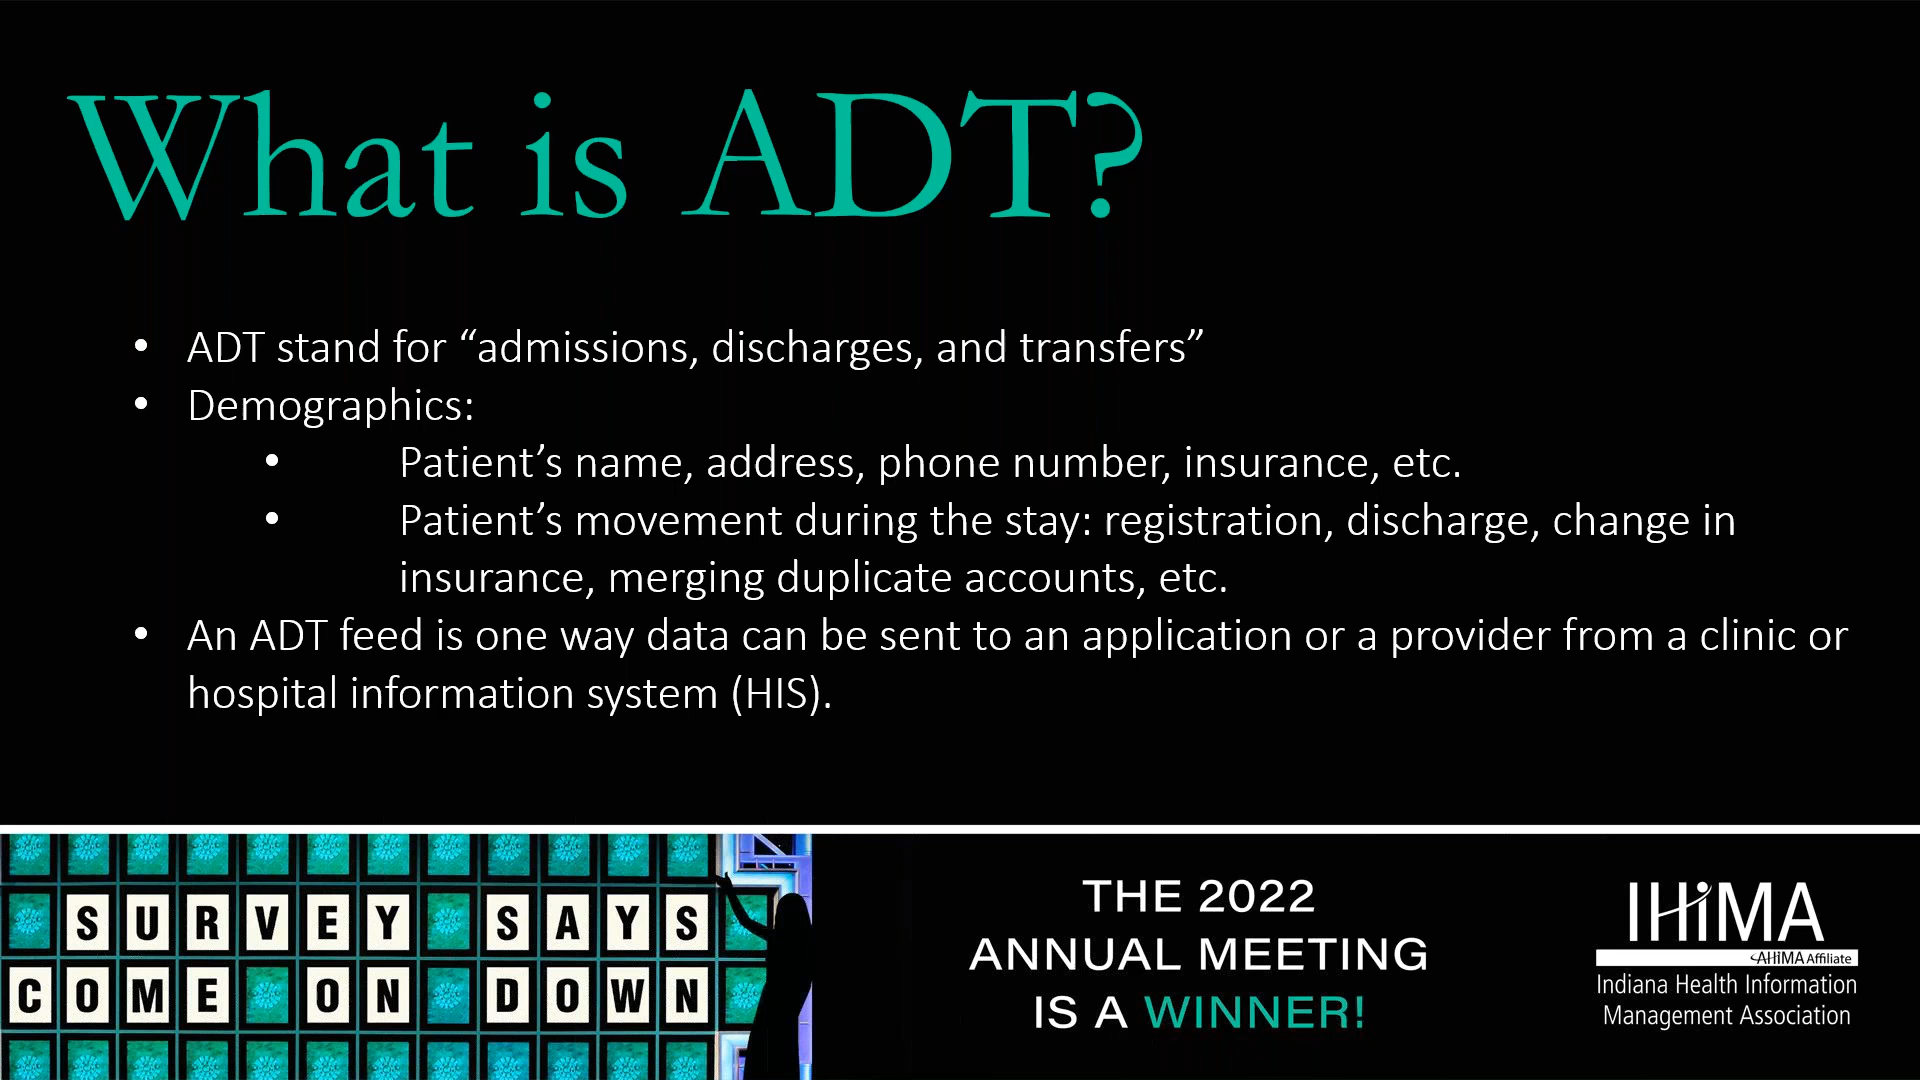 What is ADT?
• ADT stand for “admissions, discharges, and transfers”
• Demographics:
• Patient’s name, address, phone number, insurance, etc.
• Patient’s movement during the stay: registration, discharge, change in
insurance, merging duplicate accounts, etc.
• An ADT feed is one way data can be sent to an application or a provider from a clinic or
hospital information system (HIS).
SURVEY SAYS
COME ON DOWN
THE 2022
ANNUAL MEETING
IS A WINNER!
IHIMA
AHIMA Affiliate
Indiana Health Information
Management Association